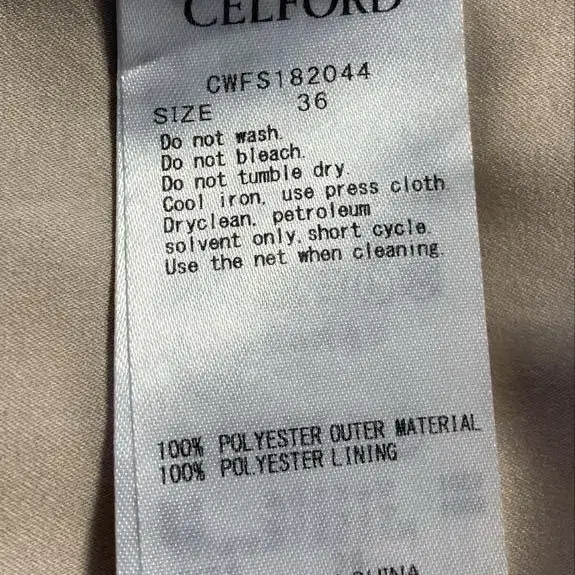 CELFORD
CWFS182044
SIZE 36
Do not wash.
Do not bleach.
Do not tumble dry.
Cool iron, use press cloth.
Dryclean, petroleum
solvent only, short cycle.
Use the net when cleaning.
100% POLYESTER OUTER MATERIAL
100% POLYESTER LINING